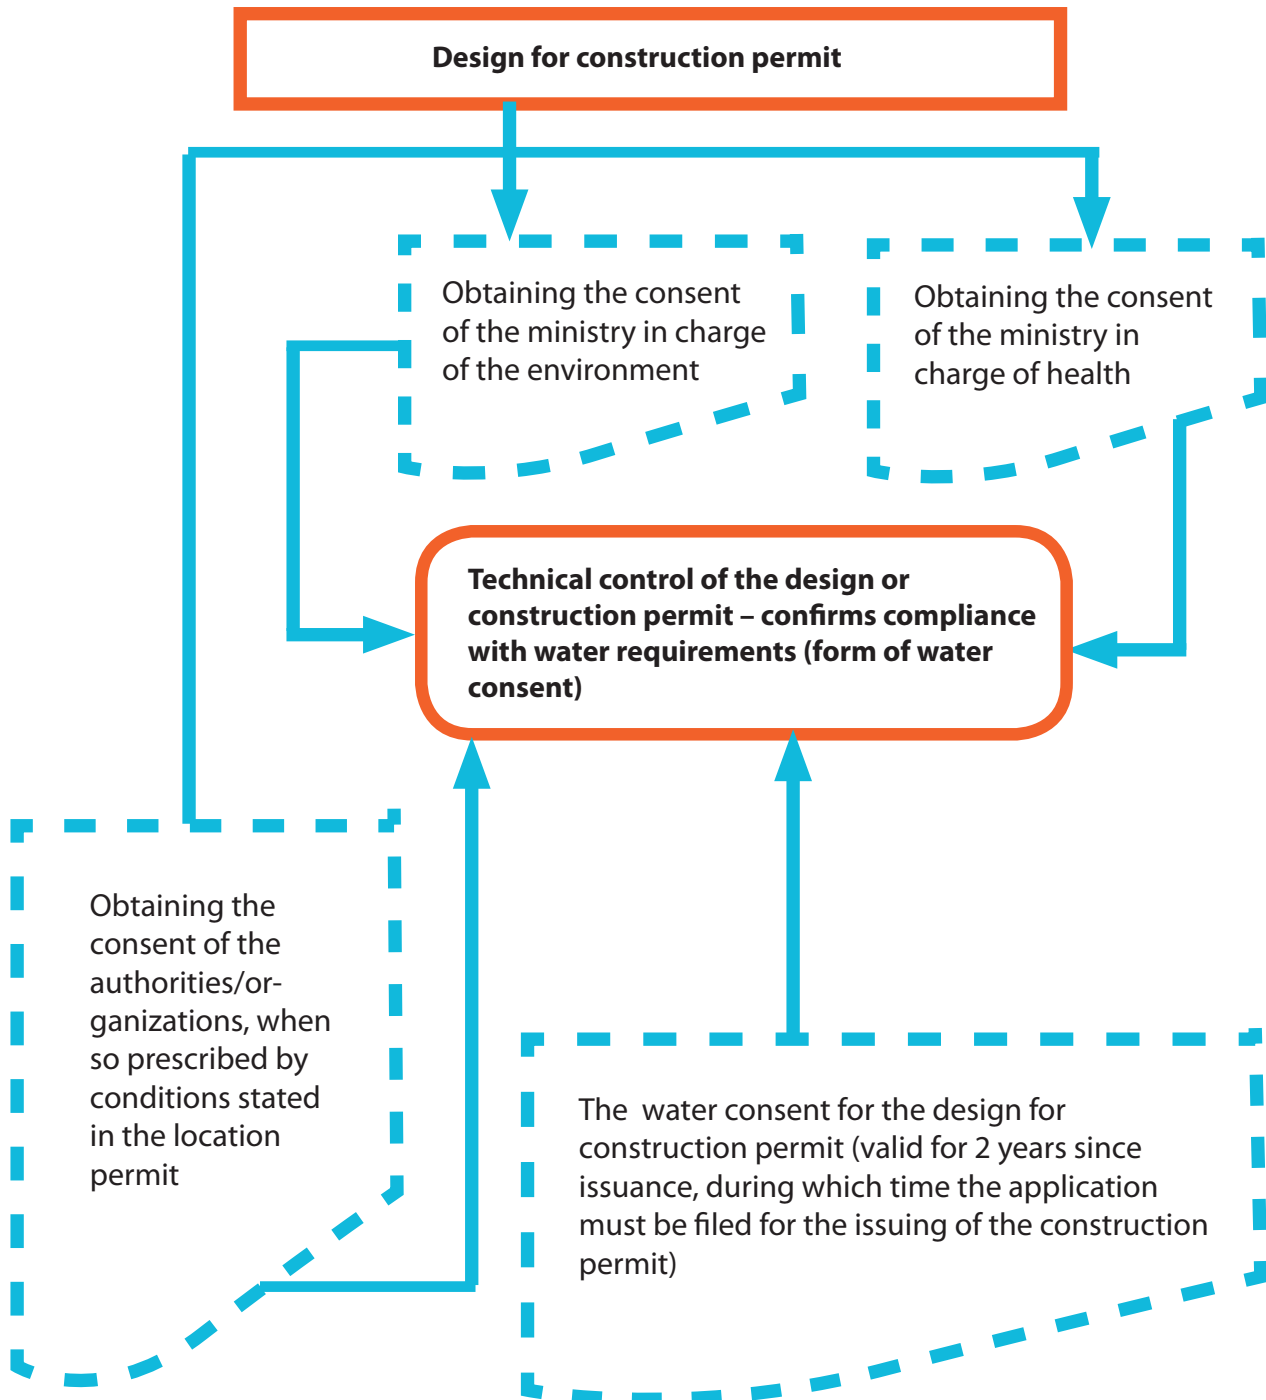 Design for construction permit
Obtaining the consent
of the ministry in charge
of the environment
Obtaining the consent
of the ministry in
charge of health
Technical control of the design or
construction permit – confirms compliance
with water requirements (form of water
consent)
Obtaining the
consent of the
authorities/or-
ganizations, when
so prescribed by
conditions stated
in the location
permit
The  water consent for the design for
construction permit (valid for 2 years since
issuance, during which time the application
must be filed for the issuing of the construction
permit)